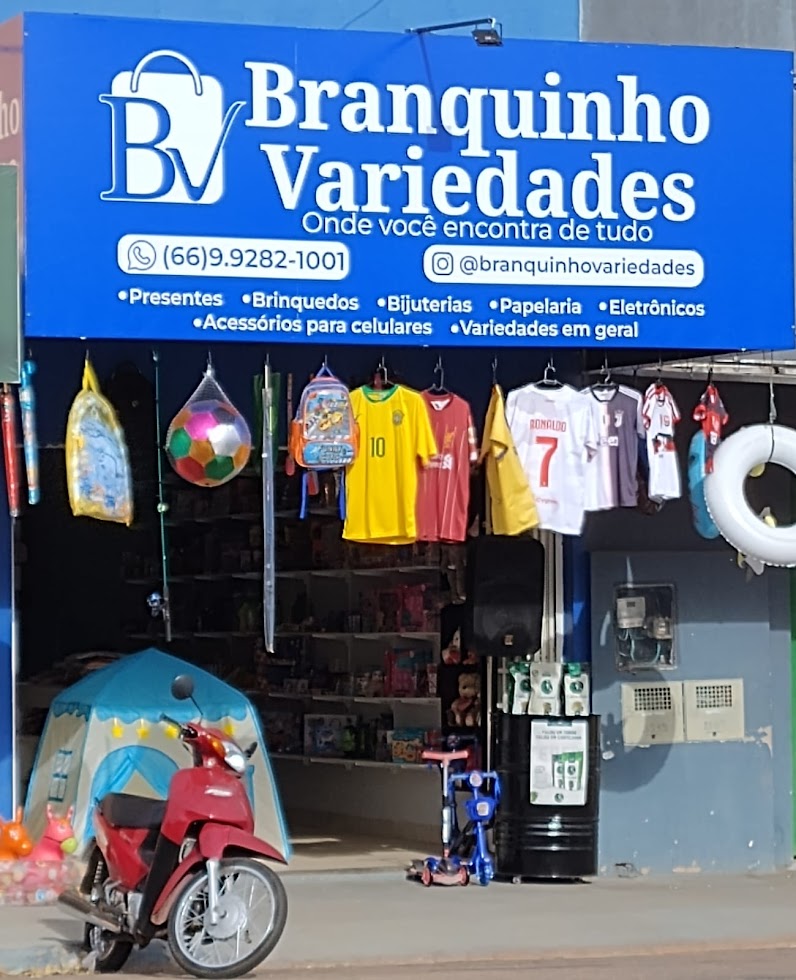 BV
Branquinho
Variedades
Onde você encontra de tudo
(66)9.9282-1001
@branquinhovariedades
•Presentes •Brinquedos •Bijuterias •Papelaria •Eletrônicos
•Acessórios para celulares •Variedades em geral
10
RONALDO
7